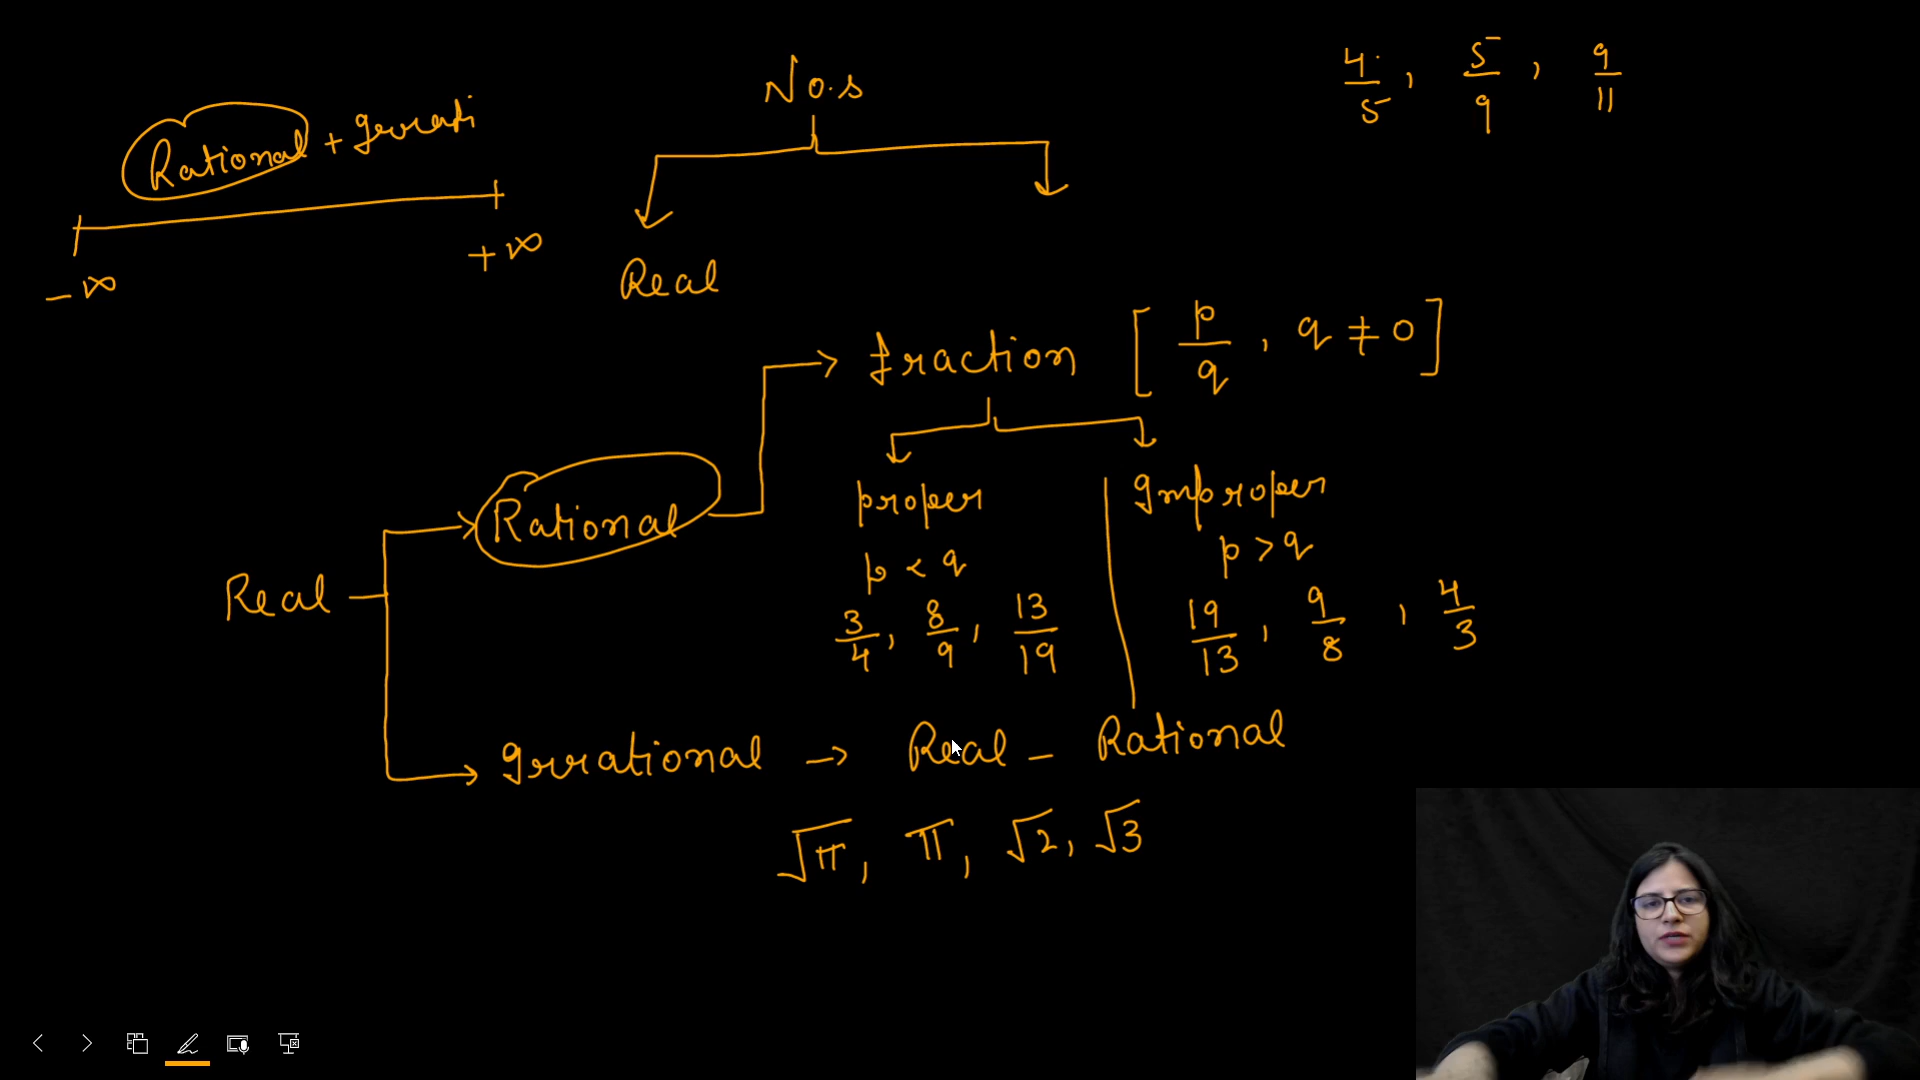 No.s
4/5, 5/9, 9/11
Rational + Irrati
-∞ +∞
Real
fraction [p/q, q ≠ 0]
proper Improper
p < q p > q
Rational
3/4, 8/9, 13/19 19/13, 9/8, 4/3
Real
Irrational → Real - Rational
√π, π, √2, √3